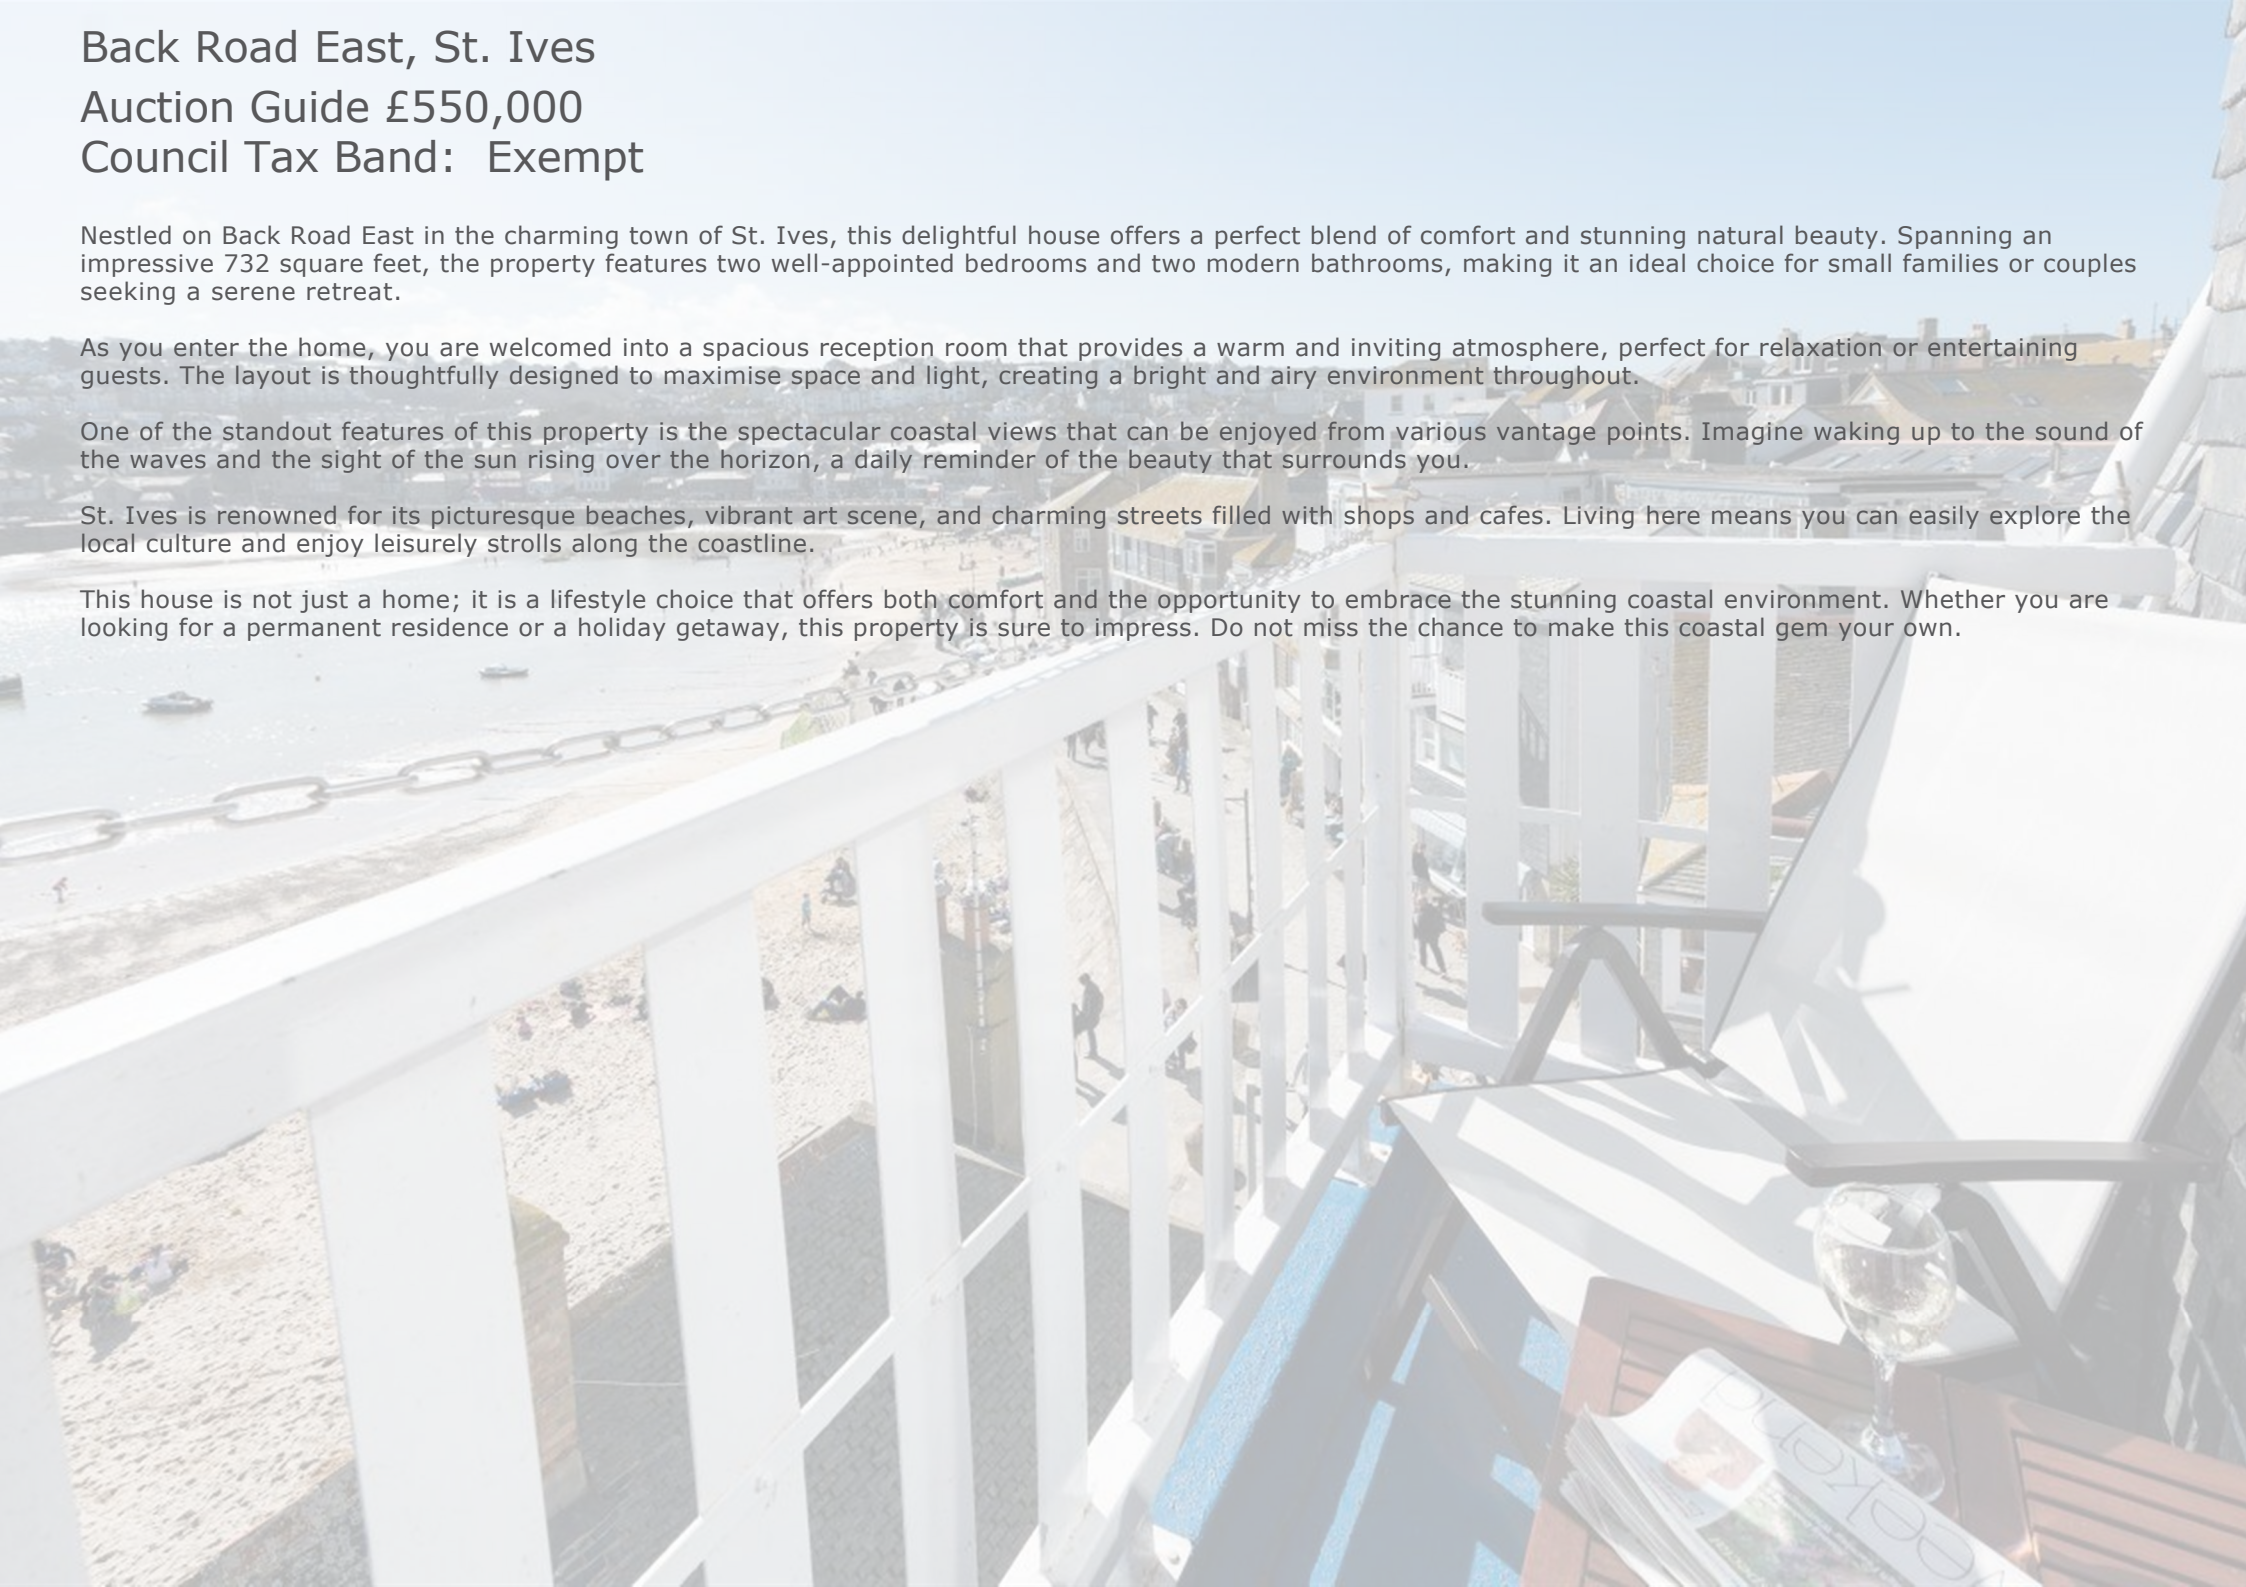 Back Road East, St. Ives
Auction Guide £550,000
Council Tax Band:  Exempt
Nestled on Back Road East in the charming town of St. Ives, this delightful house offers a perfect blend of comfort and stunning natural beauty. Spanning an
impressive 732 square feet, the property features two well-appointed bedrooms and two modern bathrooms, making it an ideal choice for small families or couples
seeking a serene retreat.
As you enter the home, you are welcomed into a spacious reception room that provides a warm and inviting atmosphere, perfect for relaxation or entertaining
guests. The layout is thoughtfully designed to maximise space and light, creating a bright and airy environment throughout.
One of the standout features of this property is the spectacular coastal views that can be enjoyed from various vantage points. Imagine waking up to the sound of
the waves and the sight of the sun rising over the horizon, a daily reminder of the beauty that surrounds you.
St. Ives is renowned for its picturesque beaches, vibrant art scene, and charming streets filled with shops and cafes. Living here means you can easily explore the
local culture and enjoy leisurely strolls along the coastline.
This house is not just a home; it is a lifestyle choice that offers both comfort and the opportunity to embrace the stunning coastal environment. Whether you are
looking for a permanent residence or a holiday getaway, this property is sure to impress. Do not miss the chance to make this coastal gem your own.